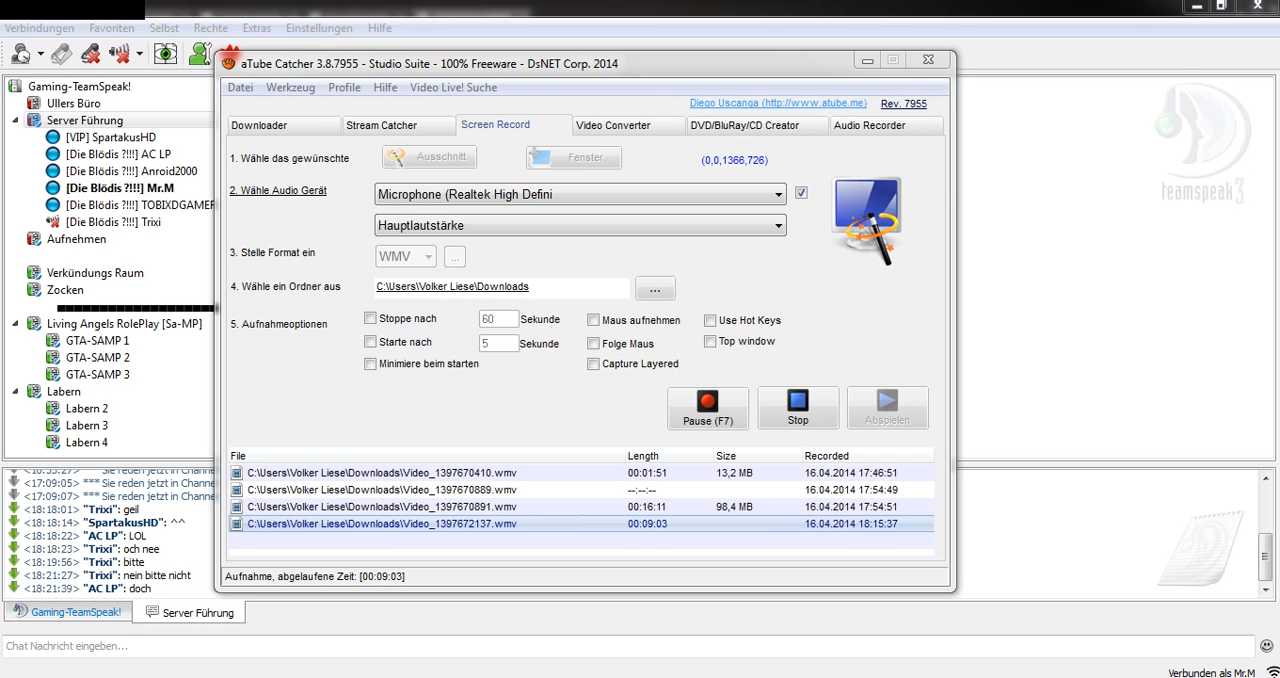 Verbindungen Favoriten Selbst Rechte Extras Einstellungen Hilfe
aTube Catcher 3.8.7955 - Studio Suite - 100% Freeware - DsNET Corp. 2014
Datei Werkzeug Profile Hilfe Video Live! Suche
Diego Uscanga (http://www.atube.me) Rev. 7955
Downloader Stream Catcher Screen Record Video Converter DVD/BluRay/CD Creator Audio Recorder
1. Wähle das gewünschte Ausschnitt Fenster (0,0,1366,726)
2. Wähle Audio Gerät Microphone (Realtek High Defini
Hauptlautstärke
3. Stelle Format ein WMV ...
4. Wähle ein Ordner aus C:\Users\Volker Liese\Downloads ...
5. Aufnahmeoptionen Stoppe nach 60 Sekunde Maus aufnehmen Use Hot Keys
Starte nach 5 Sekunde Folge Maus Top window
Minimiere beim starten Capture Layered
Pause (F7) Stop Abspielen
File Length Size Recorded
C:\Users\Volker Liese\Downloads\Video_1397670410.wmv 00:01:51 13,2 MB 16.04.2014 17:46:51
C:\Users\Volker Liese\Downloads\Video_1397670889.wmv --:--:-- 16.04.2014 17:54:49
C:\Users\Volker Liese\Downloads\Video_1397670891.wmv 00:16:11 98,4 MB 16.04.2014 17:54:51
C:\Users\Volker Liese\Downloads\Video_1397672137.wmv 00:09:03 16.04.2014 18:15:37
Aufnahme, abgelaufene Zeit: [00:09:03]
Gaming-TeamSpeak!
Ullers Büro
Server Führung
[VIP] SpartakusHD
[Die Blödis ?!!!] AC LP
[Die Blödis ?!!!] Anroid2000
[Die Blödis ?!!!] Mr.M
[Die Blödis ?!!!] TOBIXDGAMER
[Die Blödis ?!!!] Trixi
Aufnehmen
Verkündungs Raum
Zocken
Living Angels RolePlay [Sa-MP]
GTA-SAMP 1
GTA-SAMP 2
GTA-SAMP 3
Labern
Labern 2
Labern 3
Labern 4
teamspeak3
*** Sie reden jetzt in Channe
<17:09:05> *** Sie reden jetzt in Channe
<17:09:05> *** Sie reden jetzt in Channe
<18:18:01> "Trixi": geil
<18:18:14> "SpartakusHD": ^^
<18:18:22> "AC LP": LOL
<18:18:23> "Trixi": och nee
<18:19:56> "Trixi": bitte
<18:21:27> "Trixi": nein bitte nicht
<18:21:39> "AC LP": doch
Gaming-TeamSpeak! Server Führung
Chat Nachricht eingeben...
Verbunden als Mr.M